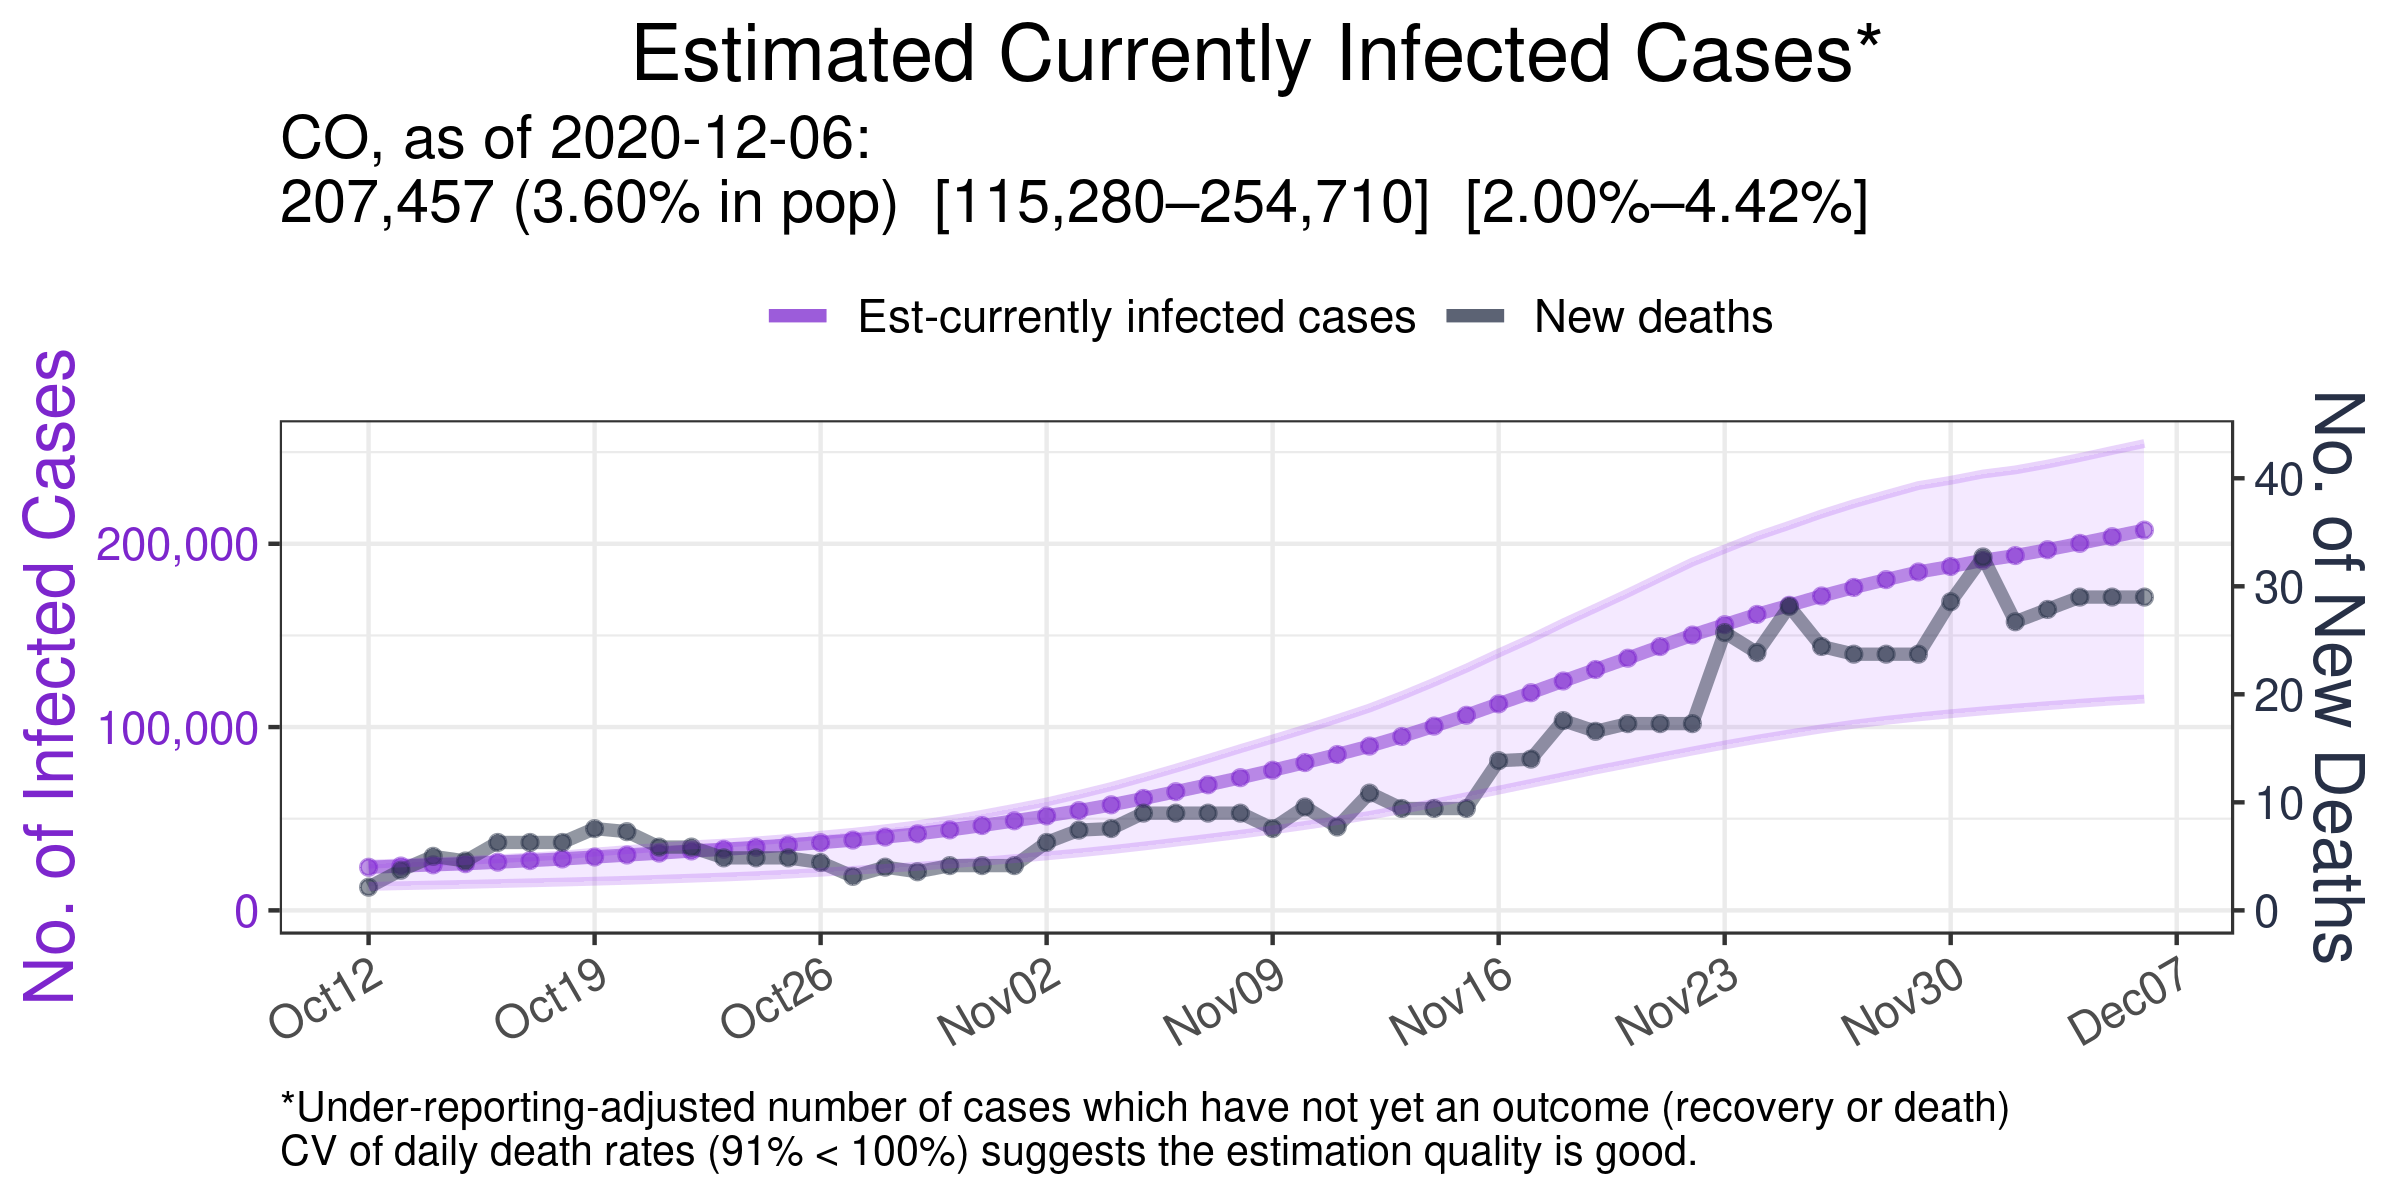 Estimated Currently Infected Cases*
CO, as of 2020-12-06:
207,457 (3.60% in pop)  [115,280–254,710]  [2.00%–4.42%]
Est-currently infected cases
New deaths
No. of Infected Cases
200,000
100,000
0
40
30
20
10
0
No. of New Deaths
Oct12
Oct19
Oct26
Nov02
Nov09
Nov16
Nov23
Nov30
Dec07
*Under-reporting-adjusted number of cases which have not yet an outcome (recovery or death)
CV of daily death rates (91% < 100%) suggests the estimation quality is good.